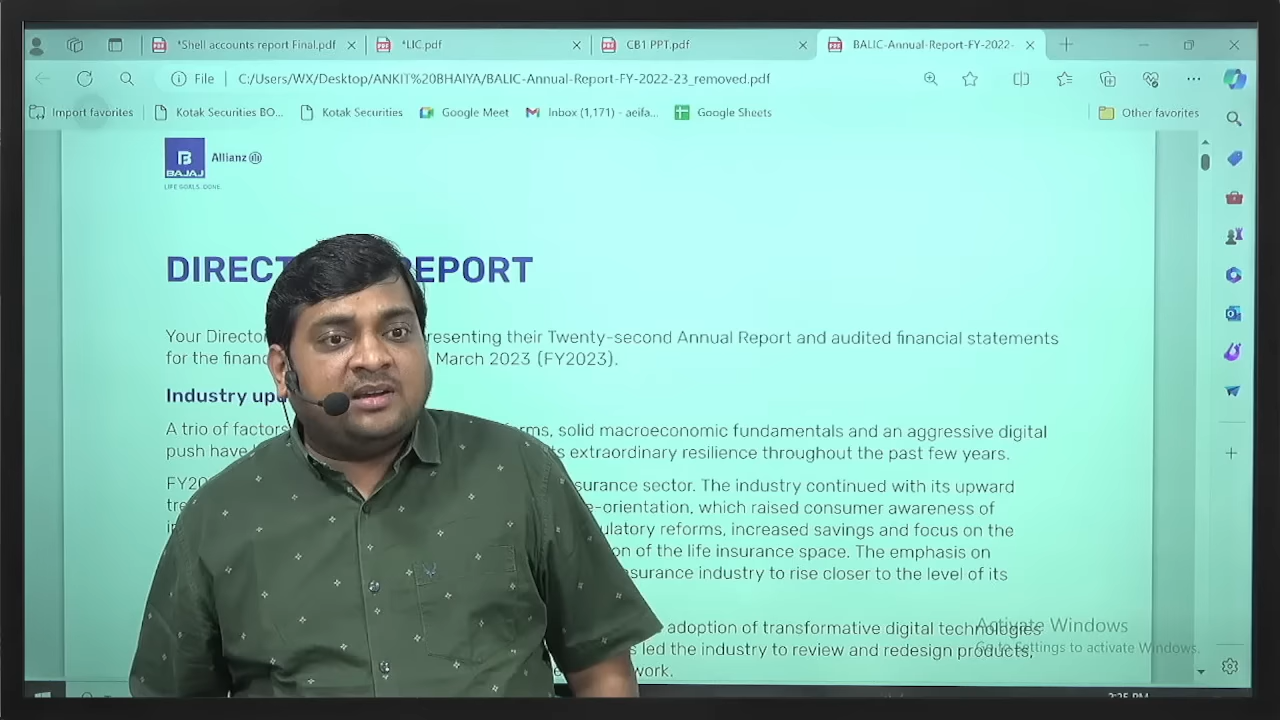 *Shell accounts report Final.pdf
*LIC.pdf
CB1 PPT.pdf
BALIC-Annual-Report-FY-2022-
File
C:/Users/WX/Desktop/ANKIT%20BHAIYA/BALIC-Annual-Report-FY-2022-23_removed.pdf
Import favorites
Kotak Securities BO...
Kotak Securities
Google Meet
Inbox (1,171) - aeifa...
Google Sheets
Other favorites
B
BAJAJ
Allianz
LIFE GOALS. DONE.
DIRECT EPORT
Your Director resenting their Twenty-second Annual Report and audited financial statements
for the financ March 2023 (FY2023).
Industry upd
A trio of factors rms, solid macroeconomic fundamentals and an aggressive digital
push have ts extraordinary resilience throughout the past few years.
FY20 surance sector. The industry continued with its upward
tre e-orientation, which raised consumer awareness of
in ulatory reforms, increased savings and focus on the
on of the life insurance space. The emphasis on
surance industry to rise closer to the level of its
adoption of transformative digital technologies
s led the industry to review and redesign products,
work.
Activate Windows
Go to Settings to activate Windows.
3:25 PM